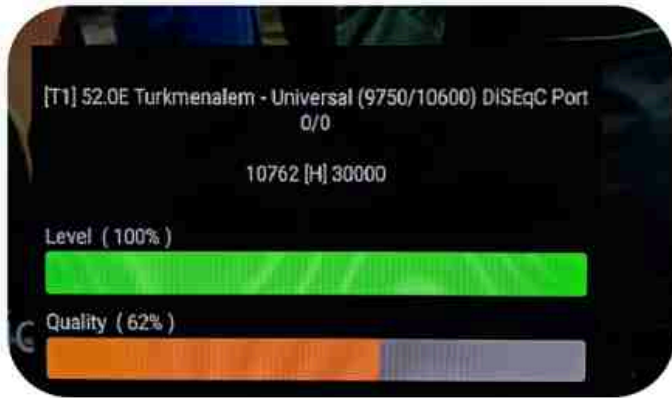 [T1] 52.0E Turkmenalem - Universal (9750/10600) DiSEqC Port
0/0
10762 [H] 30000
Level ( 100% )
Quality ( 62% )